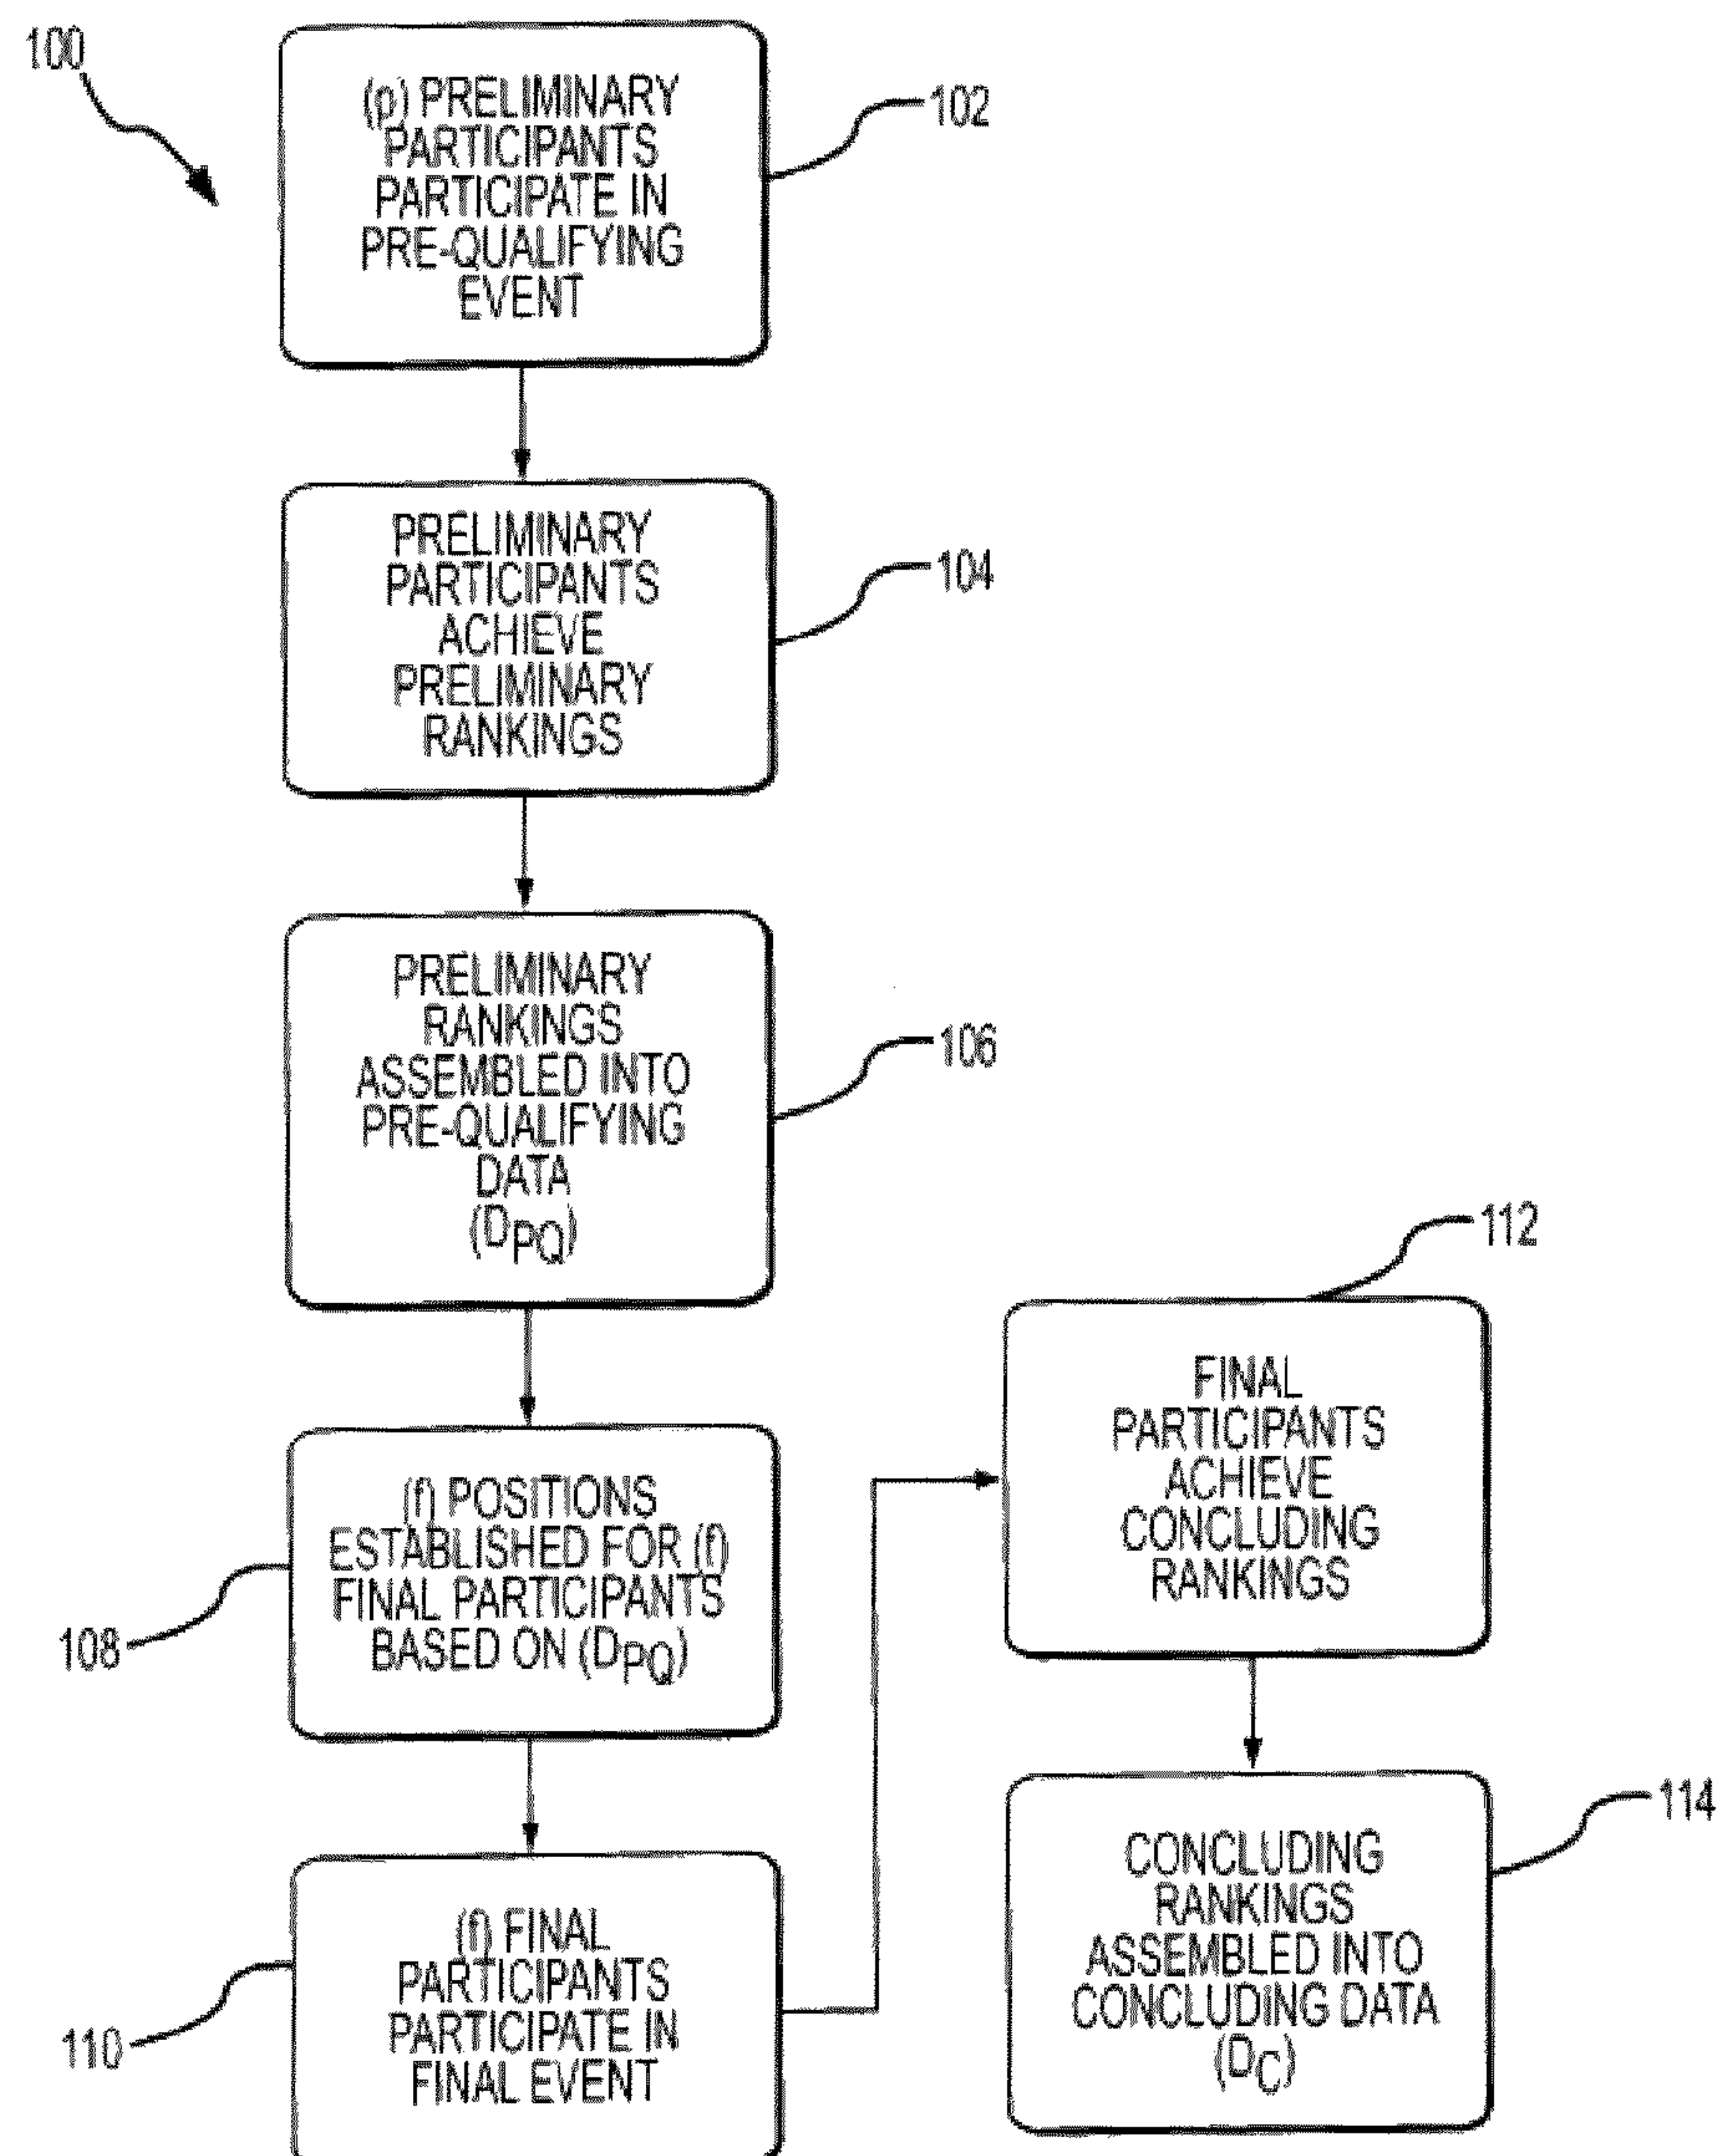 100
(p) PRELIMINARY
PARTICIPANTS
PARTICIPATE IN
PRE-QUALIFYING
EVENT
102
PRELIMINARY
PARTICIPANTS
ACHIEVE
PRELIMINARY
RANKINGS
104
PRELIMINARY
RANKINGS
ASSEMBLED INTO
PRE-QUALIFYING
DATA
(DPQ)
106
(f) POSITIONS
ESTABLISHED FOR (f)
FINAL PARTICIPANTS
BASED ON (DPQ)
108
(f) FINAL
PARTICIPANTS
PARTICIPATE IN
FINAL EVENT
110
112
FINAL
PARTICIPANTS
ACHIEVE
CONCLUDING
RANKINGS
CONCLUDING
RANKINGS
ASSEMBLED INTO
CONCLUDING DATA
(DC)
114